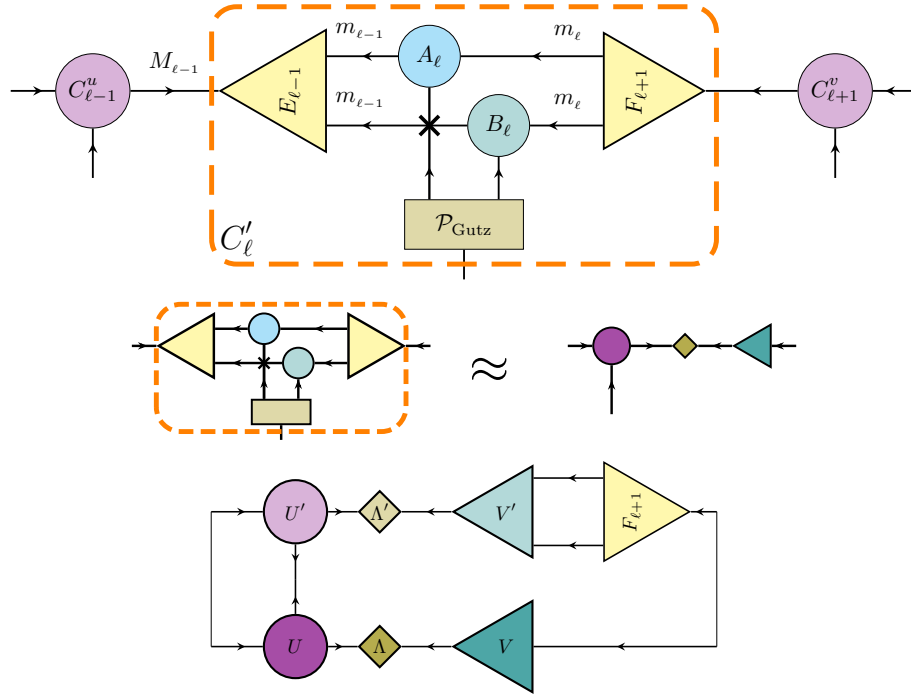 m_{ℓ-1} m_ℓ
M_{ℓ-1} A_ℓ
C^u_{ℓ-1} E_{ℓ-1} F_{ℓ+1} C^v_{ℓ+1}
m_{ℓ-1} m_ℓ
B_ℓ
𝒫_Gutz
C'_ℓ
≈
U' Λ' V' F_{ℓ+1}
U Λ V